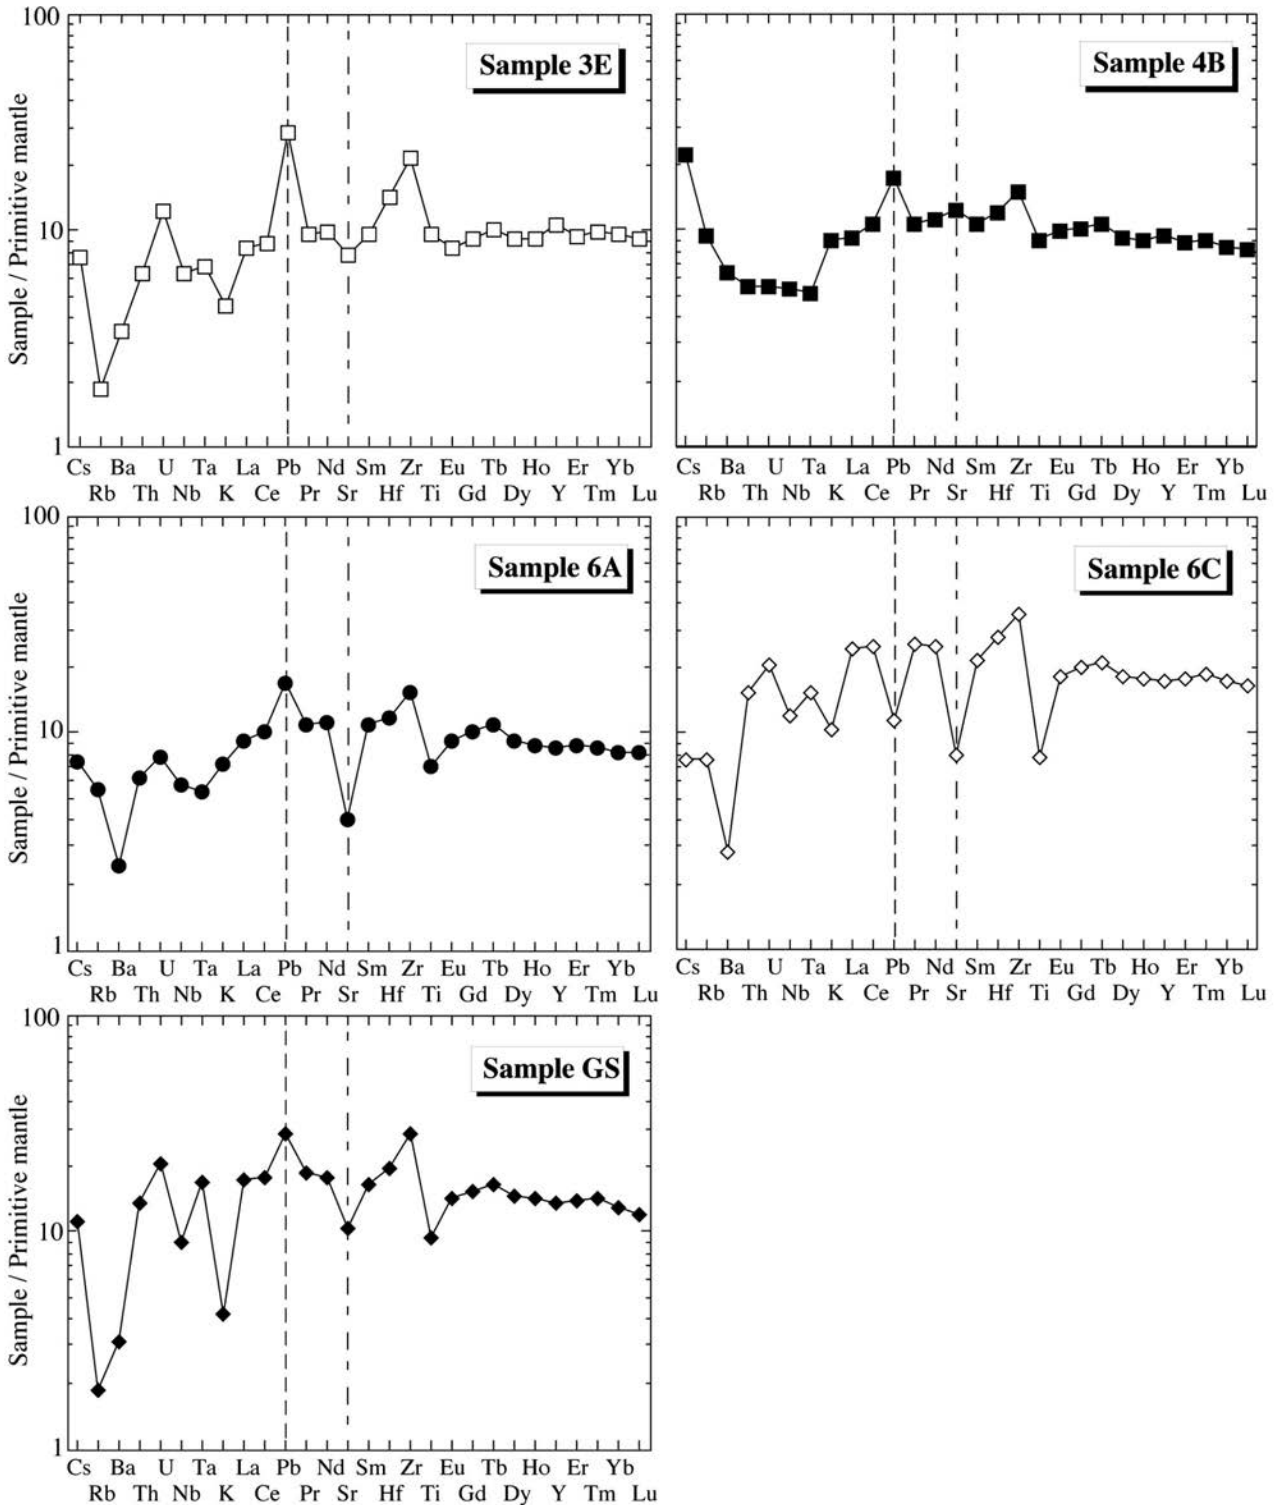 100
Sample 3E
Sample 4B
10
Sample / Primitive mantle
1
Cs Ba U Ta La Pb Nd Sm Zr Eu Tb Ho Er Yb
Rb Th Nb K Ce Pr Sr Hf Ti Gd Dy Y Tm Lu
Cs Ba U Ta La Pb Nd Sm Zr Eu Tb Ho Er Yb
Rb Th Nb K Ce Pr Sr Hf Ti Gd Dy Y Tm Lu
100
Sample 6A
Sample 6C
10
Sample / Primitive mantle
1
Cs Ba U Ta La Pb Nd Sm Zr Eu Tb Ho Er Yb
Rb Th Nb K Ce Pr Sr Hf Ti Gd Dy Y Tm Lu
Cs Ba U Ta La Pb Nd Sm Zr Eu Tb Ho Er Yb
Rb Th Nb K Ce Pr Sr Hf Ti Gd Dy Y Tm Lu
100
Sample GS
10
Sample / Primitive mantle
1
Cs Ba U Ta La Pb Nd Sm Zr Eu Tb Ho Er Yb
Rb Th Nb K Ce Pr Sr Hf Ti Gd Dy Y Tm Lu